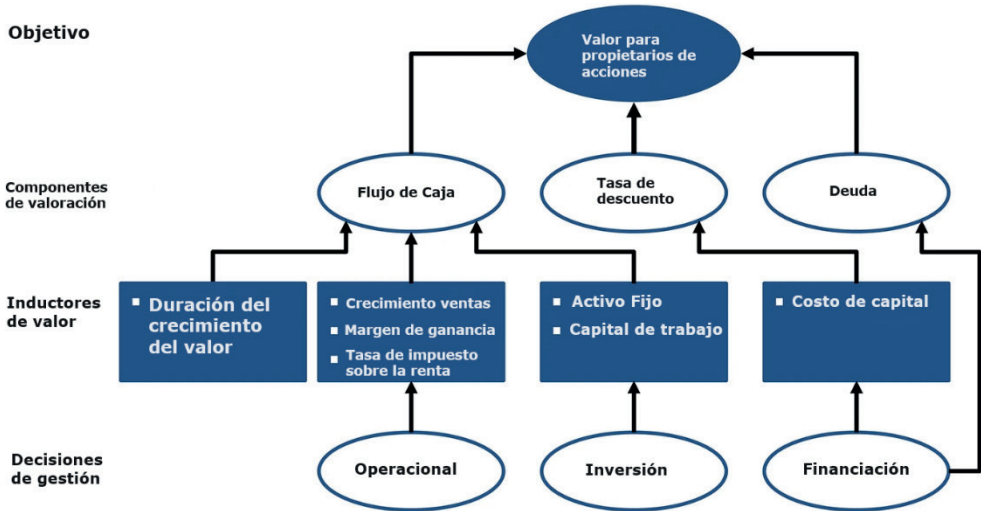 Objetivo
Valor para
propietarios de
acciones
Componentes
de valoración
Flujo de Caja
Tasa de
descuento
Deuda
Inductores
de valor
Duración del
crecimiento
del valor
Crecimiento ventas
Margen de ganancia
Tasa de impuesto
sobre la renta
Activo Fijo
Capital de trabajo
Costo de capital
Decisiones
de gestión
Operacional
Inversión
Financiación